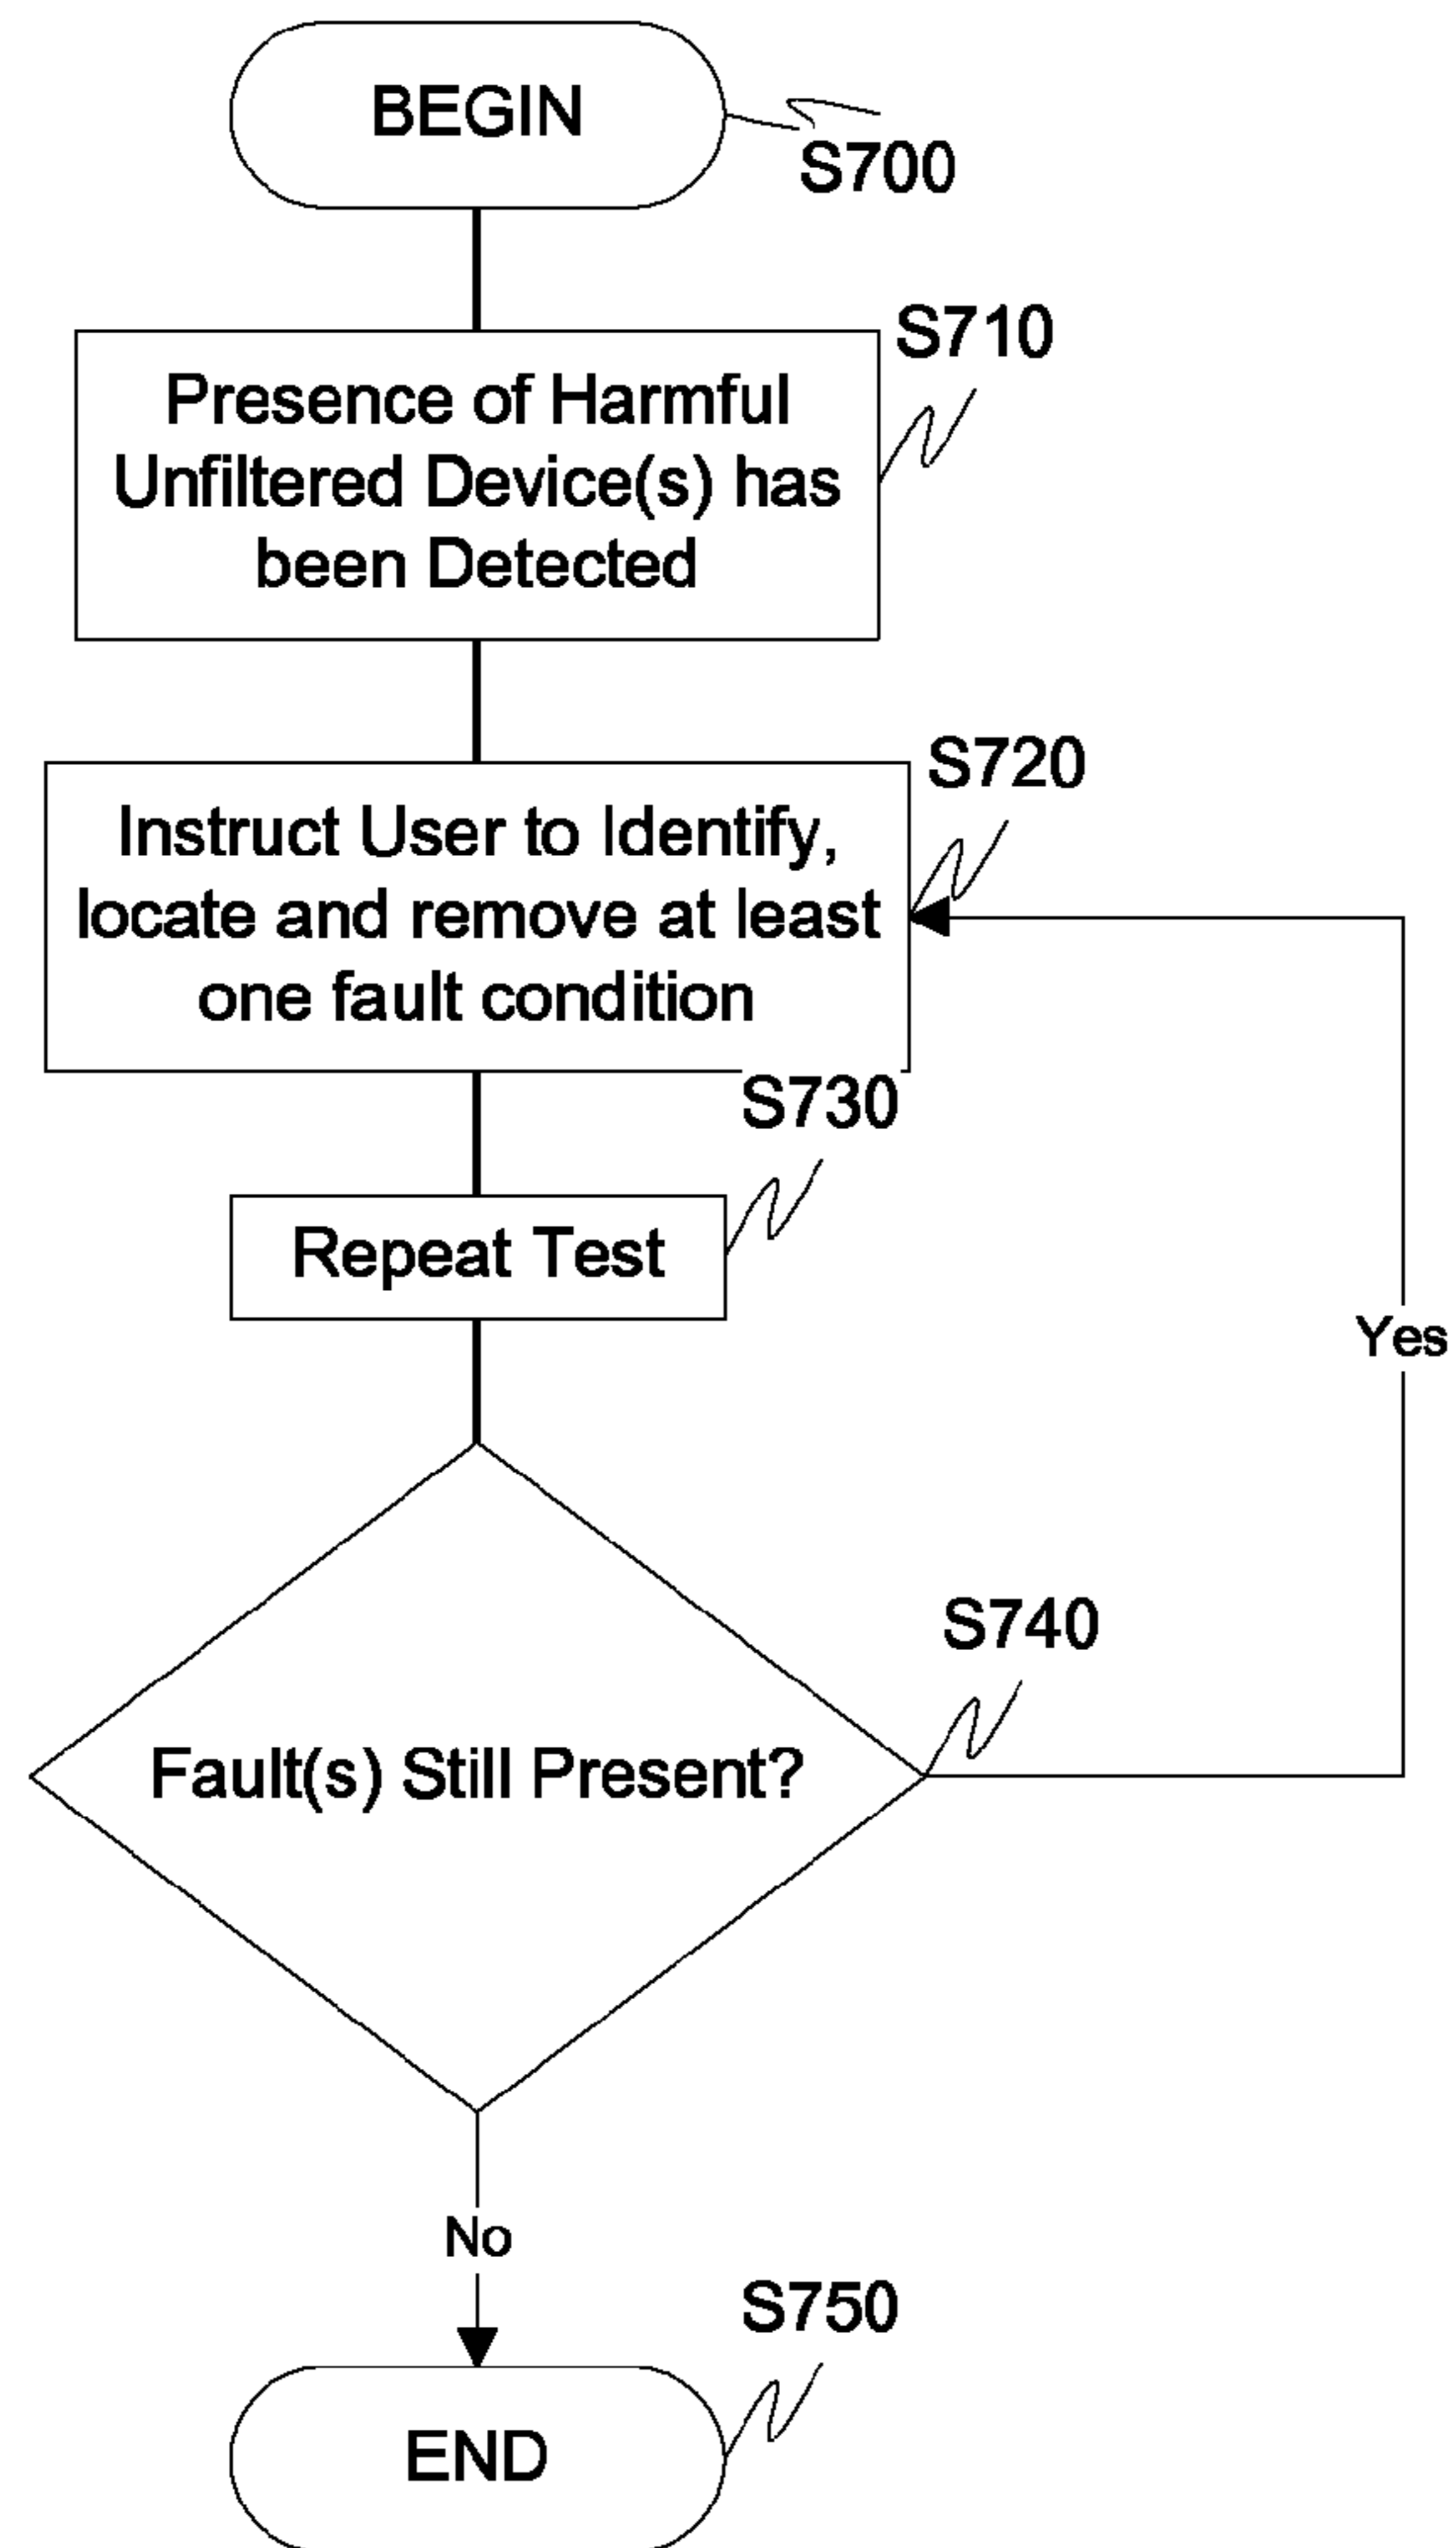 BEGIN
S700
S710
Presence of Harmful
Unfiltered Device(s) has
been Detected
S720
Instruct User to Identify,
locate and remove at least
one fault condition
S730
Repeat Test
Yes
S740
Fault(s) Still Present?
No
S750
END